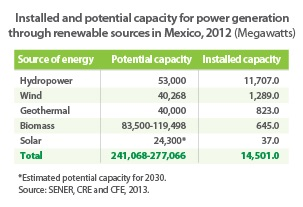 Installed and potential capacity for power generation
through renewable sources in Mexico, 2012 (Megawatts)
Source of energy Potential capacity Installed capacity
Hydropower 53,000 11,707.0
Wind 40,268 1,289.0
Geothermal 40,000 823.0
Biomass 83,500-119,498 645.0
Solar 24,300* 37.0
Total 241,068-277,066 14,501.0
*Estimated potential capacity for 2030.
Source: SENER, CRE and CFE, 2013.